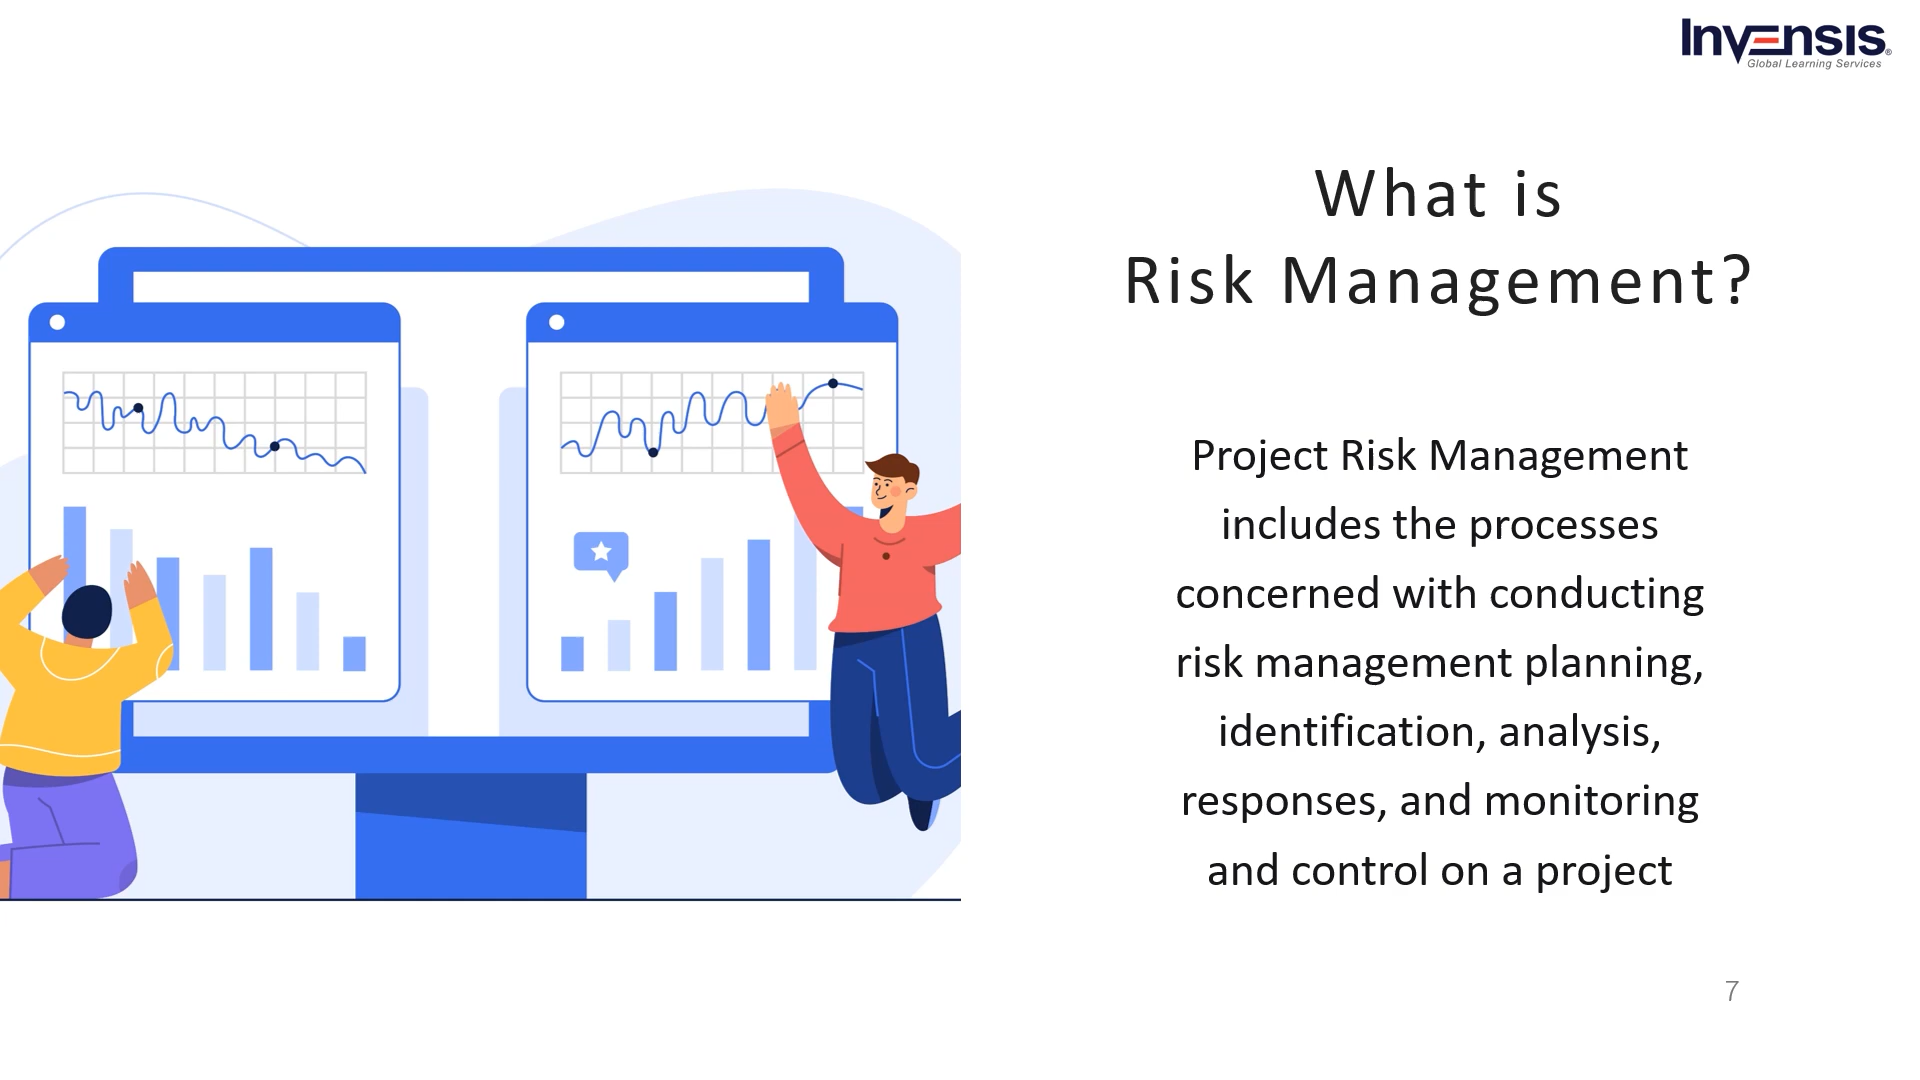 Invensis®
Global Learning Services
What is
Risk Management?
Project Risk Management
includes the processes
concerned with conducting
risk management planning,
identification, analysis,
responses, and monitoring
and control on a project
7